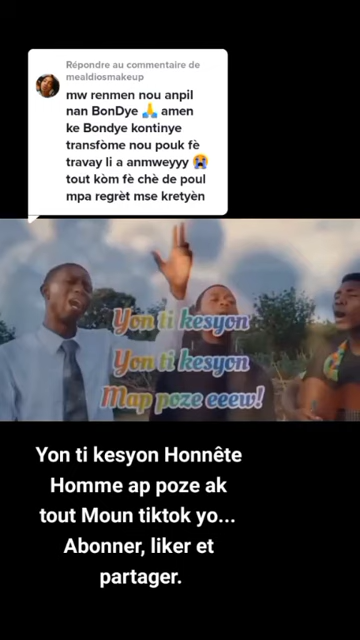 Répondre au commentaire de
mealdiosmakeup
mw renmen nou anpil
nan BonDye 🙏 amen
ke Bondye kontinye
transfòme nou pouk fè
travay li a anmweyyy 😭
tout kòm fè chè de poul
mpa regrèt mse kretyèn
Yon ti kesyon
Yon ti kesyon
Map poze eeew!
Yon ti kesyon Honnête
Homme ap poze ak
tout Moun tiktok yo...
Abonner, liker et
partager.